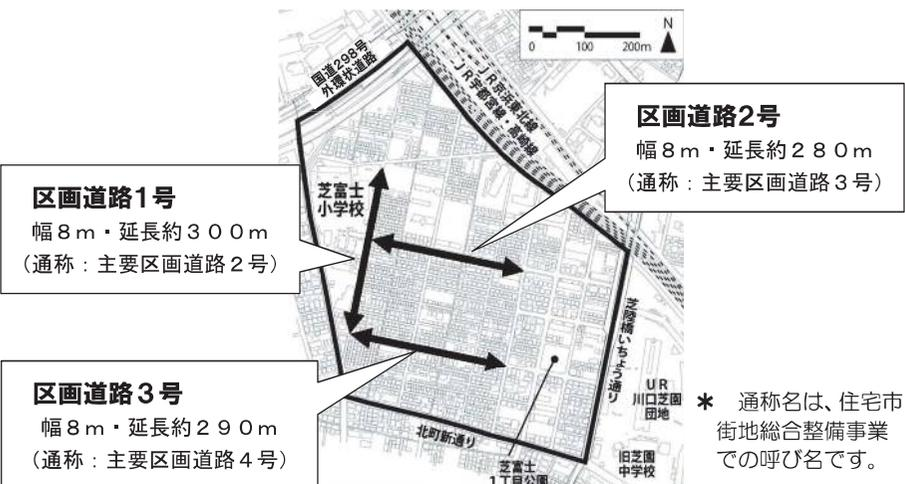 0 100 200m
N
国道298号
外環状道路
JR京浜東北線
JR宇都宮線・高崎線
区画道路2号
幅8m・延長約280m
(通称:主要区画道路3号)
芝富士
小学校
区画道路1号
幅8m・延長約300m
(通称:主要区画道路2号)
芝陸橋いちょう通り
UR
川口芝園
団地
区画道路3号
幅8m・延長約290m
(通称:主要区画道路4号)
北町新通り
芝富士
1丁目公園
旧芝園
中学校
* 通称名は、住宅市
街地総合整備事業
での呼び名です。